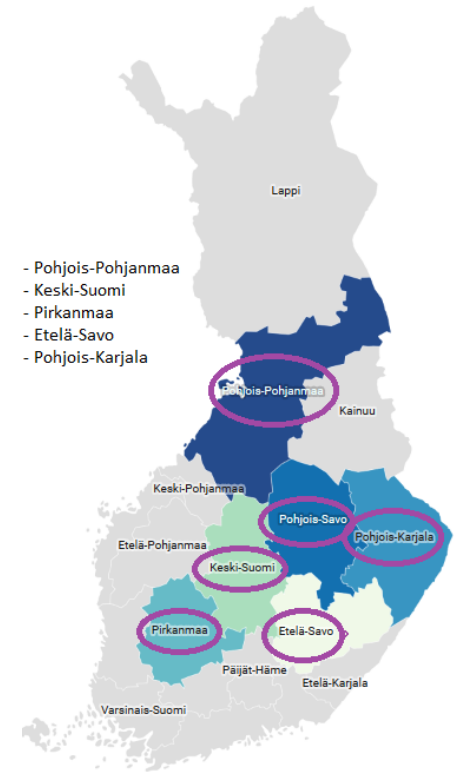 Lappi
- Pohjois-Pohjanmaa
- Keski-Suomi
- Pirkanmaa
- Etelä-Savo
- Pohjois-Karjala
Pohjois-Pohjanmaa
Kainuu
Keski-Pohjanmaa
Pohjois-Savo
Pohjois-Karjala
Etelä-Pohjanmaa
Keski-Suomi
Pirkanmaa
Etelä-Savo
Päijät-Häme
Etelä-Karjala
Varsinais-Suomi